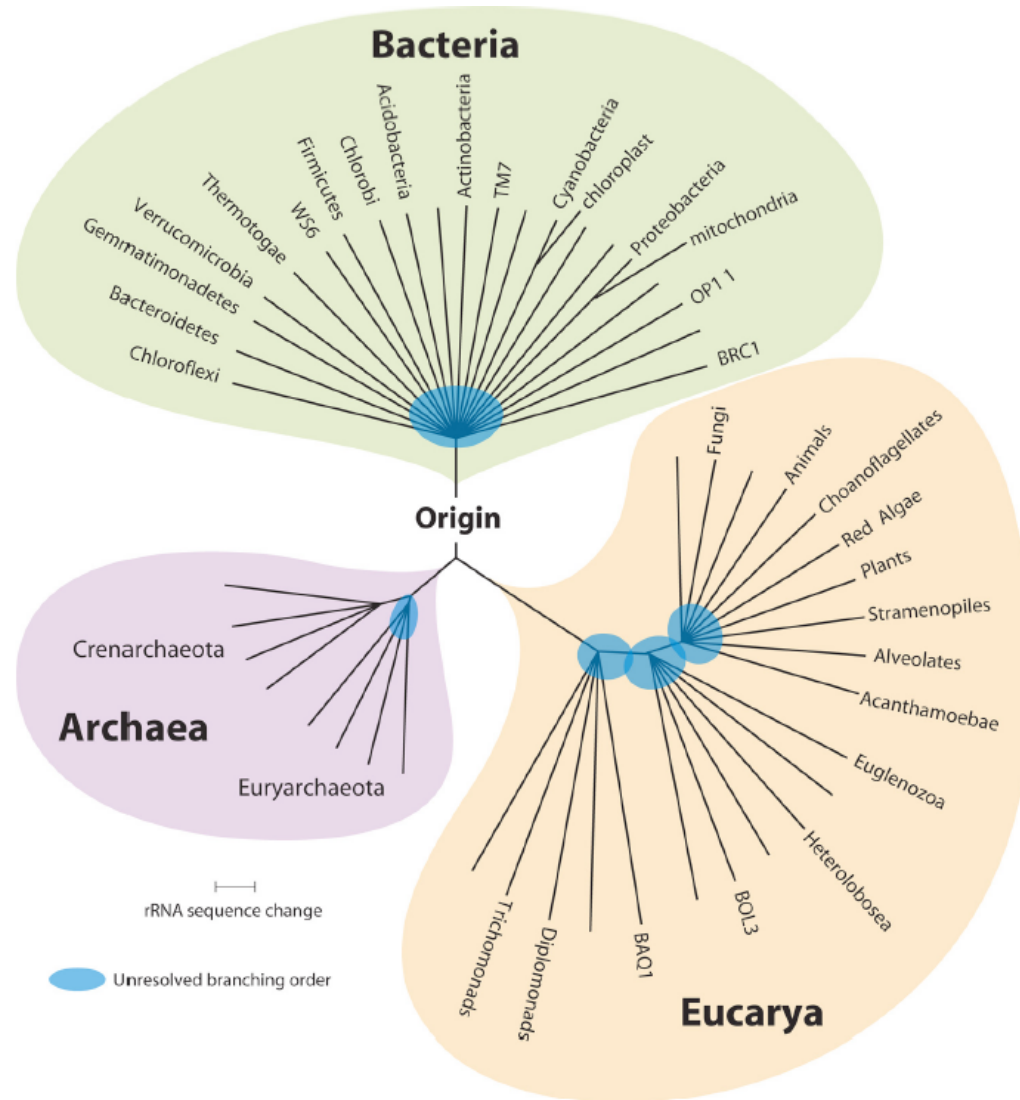 Bacteria
Chloroflexi
Bacteroidetes
Gemmatimonadetes
Verrucomicrobia
Thermotogae
WS6
Firmicutes
Chlorobi
Acidobacteria
Actinobacteria
TM7
Cyanobacteria
chloroplast
Proteobacteria
mitochondria
OP1 1
BRC1
Origin
Fungi
Animals
Choanoflagellates
Red Algae
Plants
Stramenopiles
Alveolates
Acanthamoebae
Euglenozoa
Heterolobosea
BOL3
BAQ1
Diplomonads
Trichomonads
Eucarya
Crenarchaeota
Archaea
Euryarchaeota
rRNA sequence change
Unresolved branching order